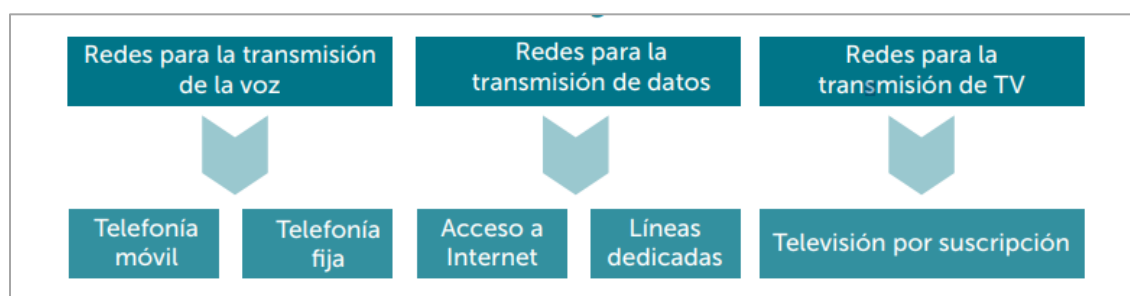 Redes para la transmisión
de la voz
Redes para la
transmisión de datos
Redes para la
transmisión de TV
Telefonía
móvil
Telefonía
fija
Acceso a
Internet
Líneas
dedicadas
Televisión por suscripción